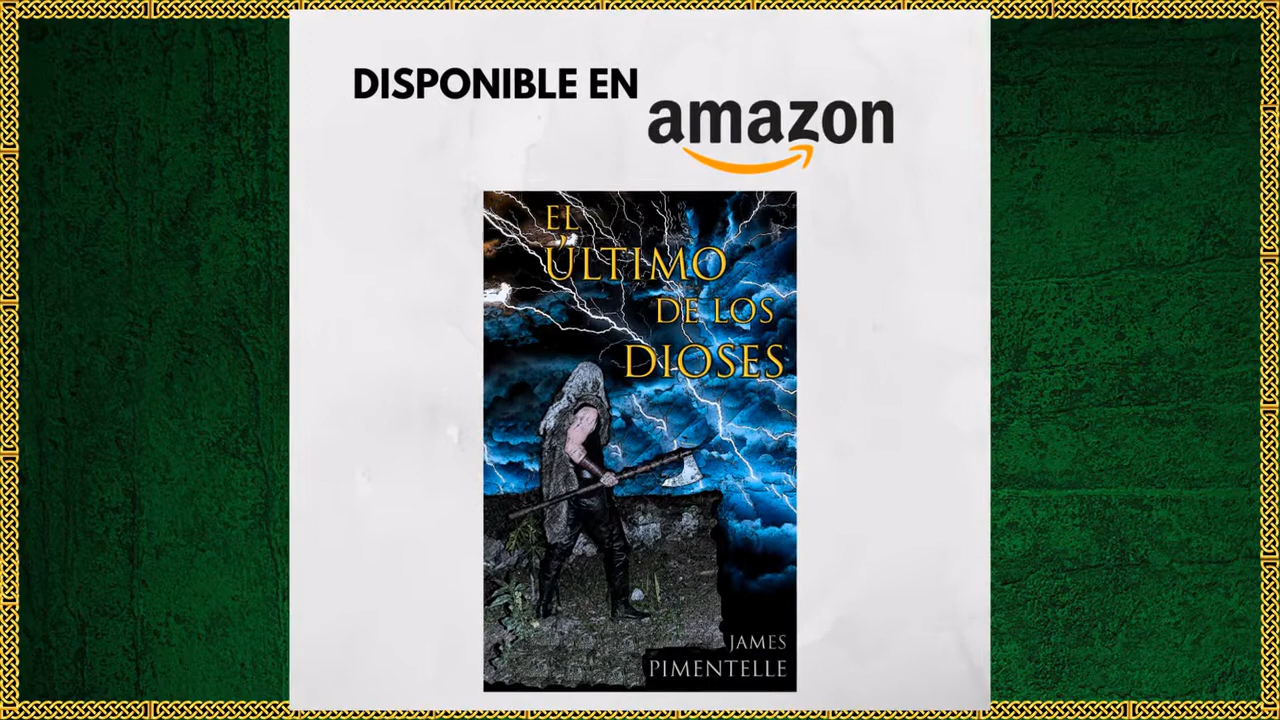 DISPONIBLE EN
amazon
EL
ÚLTIMO
DE LOS
DIOSES
JAMES
PIMENTELLE